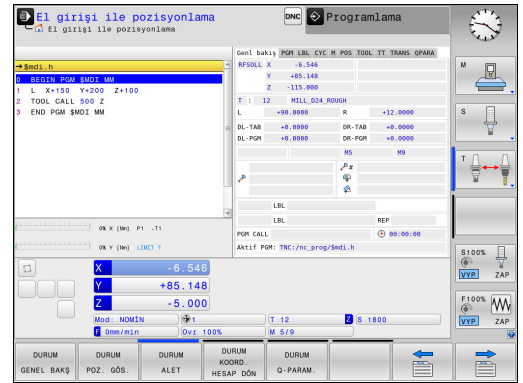 El girişi ile pozisyonlama
El girişi ile pozisyonlama
DNC
Programlama
→$mdi.h
0 BEGIN PGM $MDI MM
1 L X+150 Y+200 Z+100
2 TOOL CALL 500 Z
3 END PGM $MDI MM
Genl bakış PGM LBL CYC M POS TOOL TT TRANS QPARA
RFSOLL X -6.546
Y +85.148
Z -115.000
T : 12 MILL_D24_ROUGH
L +90.0000 R +12.0000
DL-TAB +0.0000 DR-TAB +0.0000
DL-PGM +0.0000 DR-PGM +0.0000
M5 M9
LBL
LBL REP
PGM CALL 00:00:00
Aktif PGM: TNC:/nc_prog/$mdi.h
0% X [Nm] P1 -T1
0% Y [Nm] LIMIT 1
X -6.546
Y +85.148
Z -5.000
Mod: NOMİN 1 T 12 Z S 1800
F 0mm/min Ovr 100% M 5/9
M
S
T
S100%
VYP ZAP
F100%
VYP ZAP
DURUM GENEL BAKŞ
DURUM POZ. GÖS.
DURUM ALET
DURUM KOORD. HESAP DÖN
DURUM Q-PARAM.